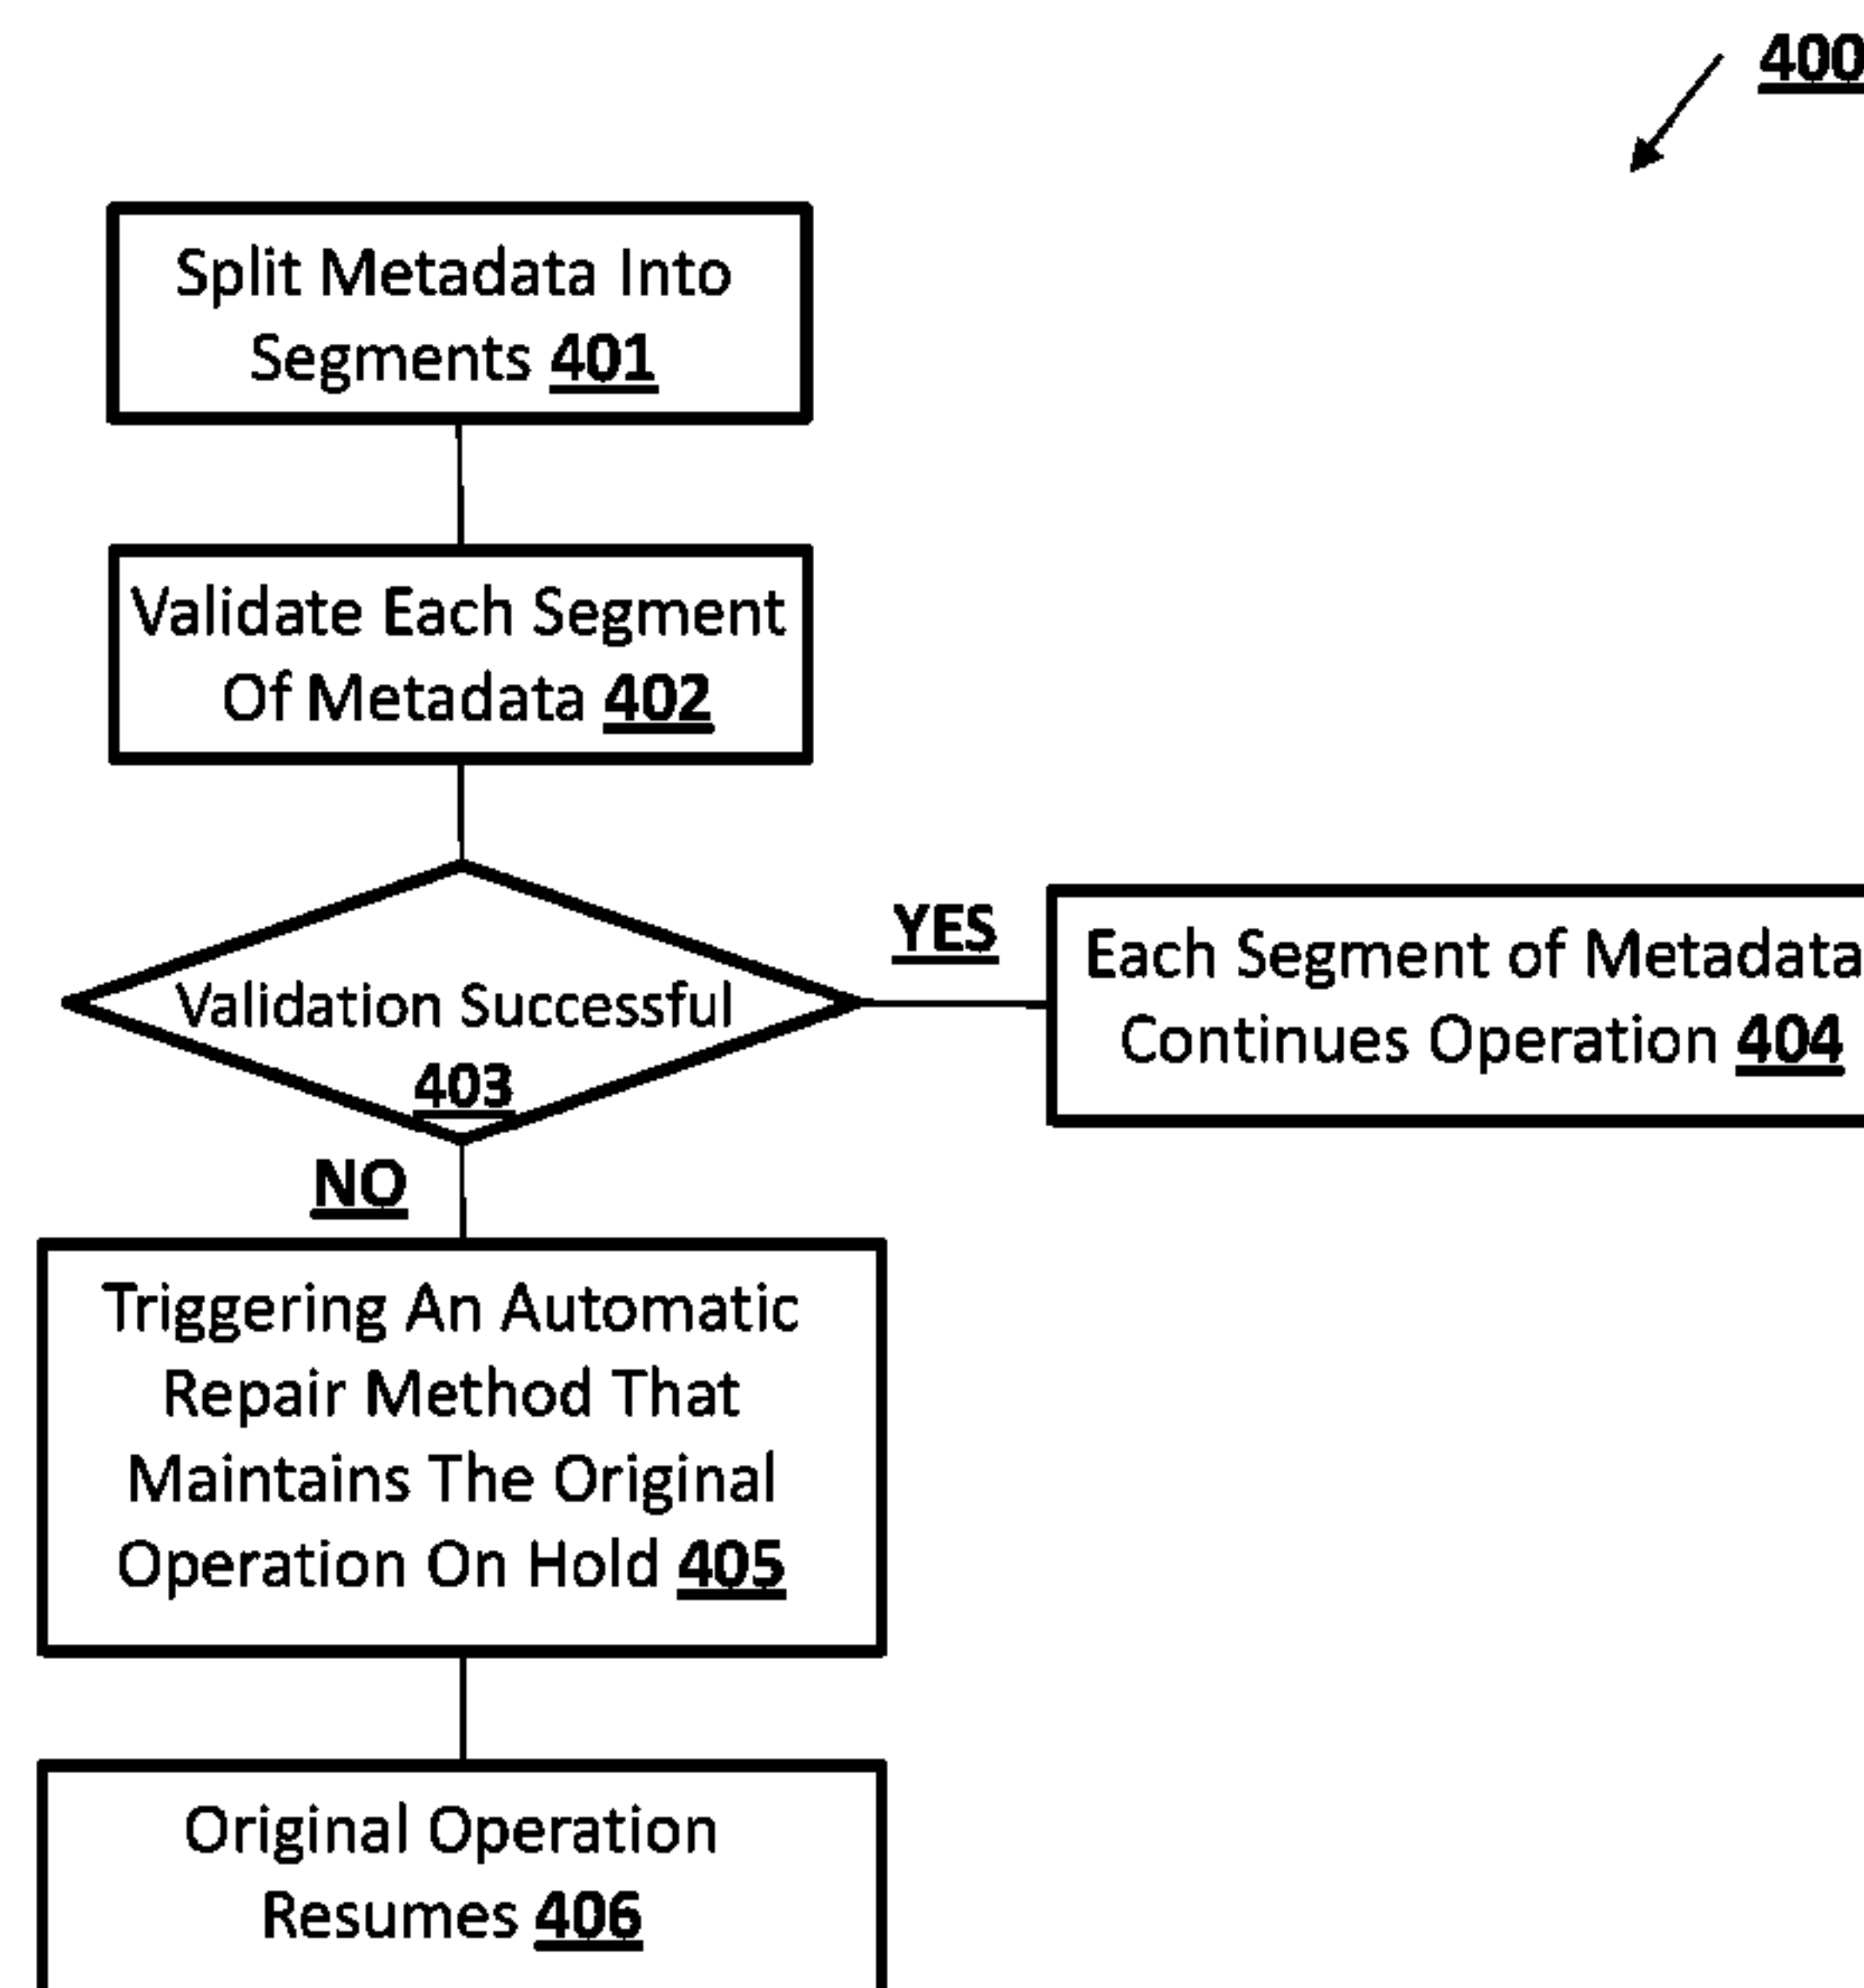 400
Split Metadata Into
Segments 401
Validate Each Segment
Of Metadata 402
Validation Successful
403
YES
Each Segment of Metadata
Continues Operation 404
NO
Triggering An Automatic
Repair Method That
Maintains The Original
Operation On Hold 405
Original Operation
Resumes 406